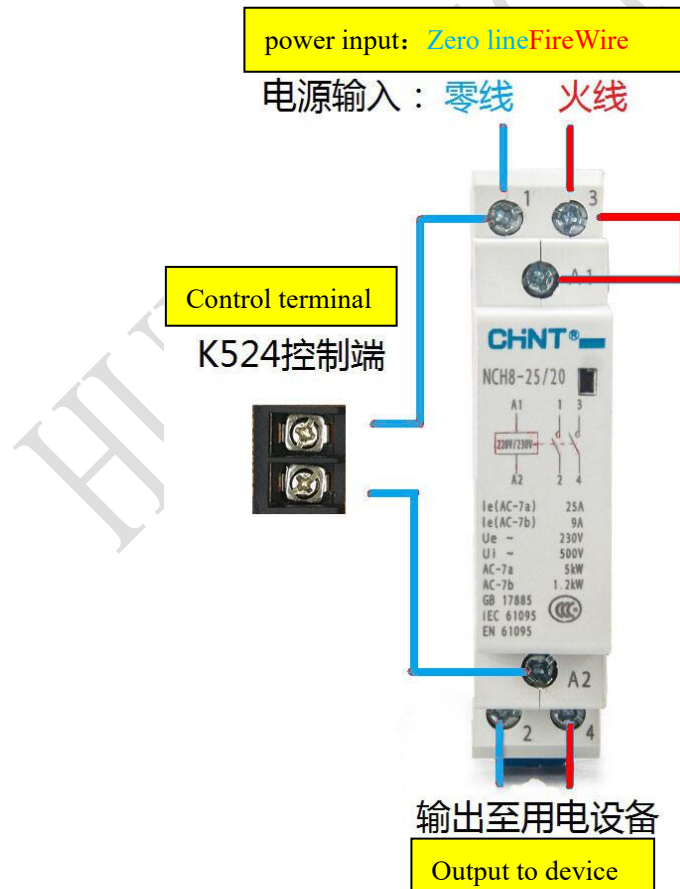 power input：Zero lineFireWire
电源输入：零线 火线
1 3
A1
Control terminal
K524控制端
CHNT®
NCH8-25/20
A1 1 3
220V/230V~
A2 2 4
Ie(AC-7a) 25A
Ie(AC-7b) 9A
Ue ~ 230V
Ui ~ 500V
AC-7a 5kW
AC-7b 1.2kW
GB 17885
IEC 61095
EN 61095
CCC
A2
2 4
输出至用电设备
Output to device